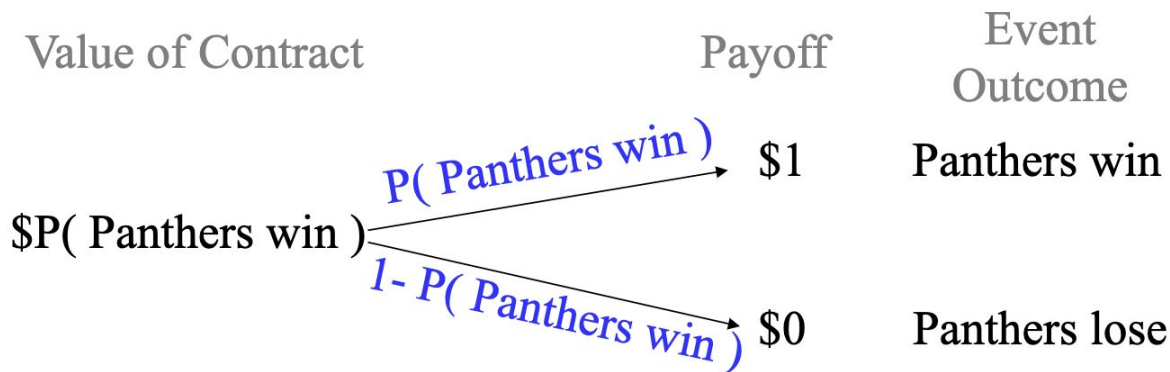 Value of Contract
Payoff
Event
Outcome
P( Panthers win )
$1
Panthers win
$P( Panthers win )
1- P( Panthers win )
$0
Panthers lose